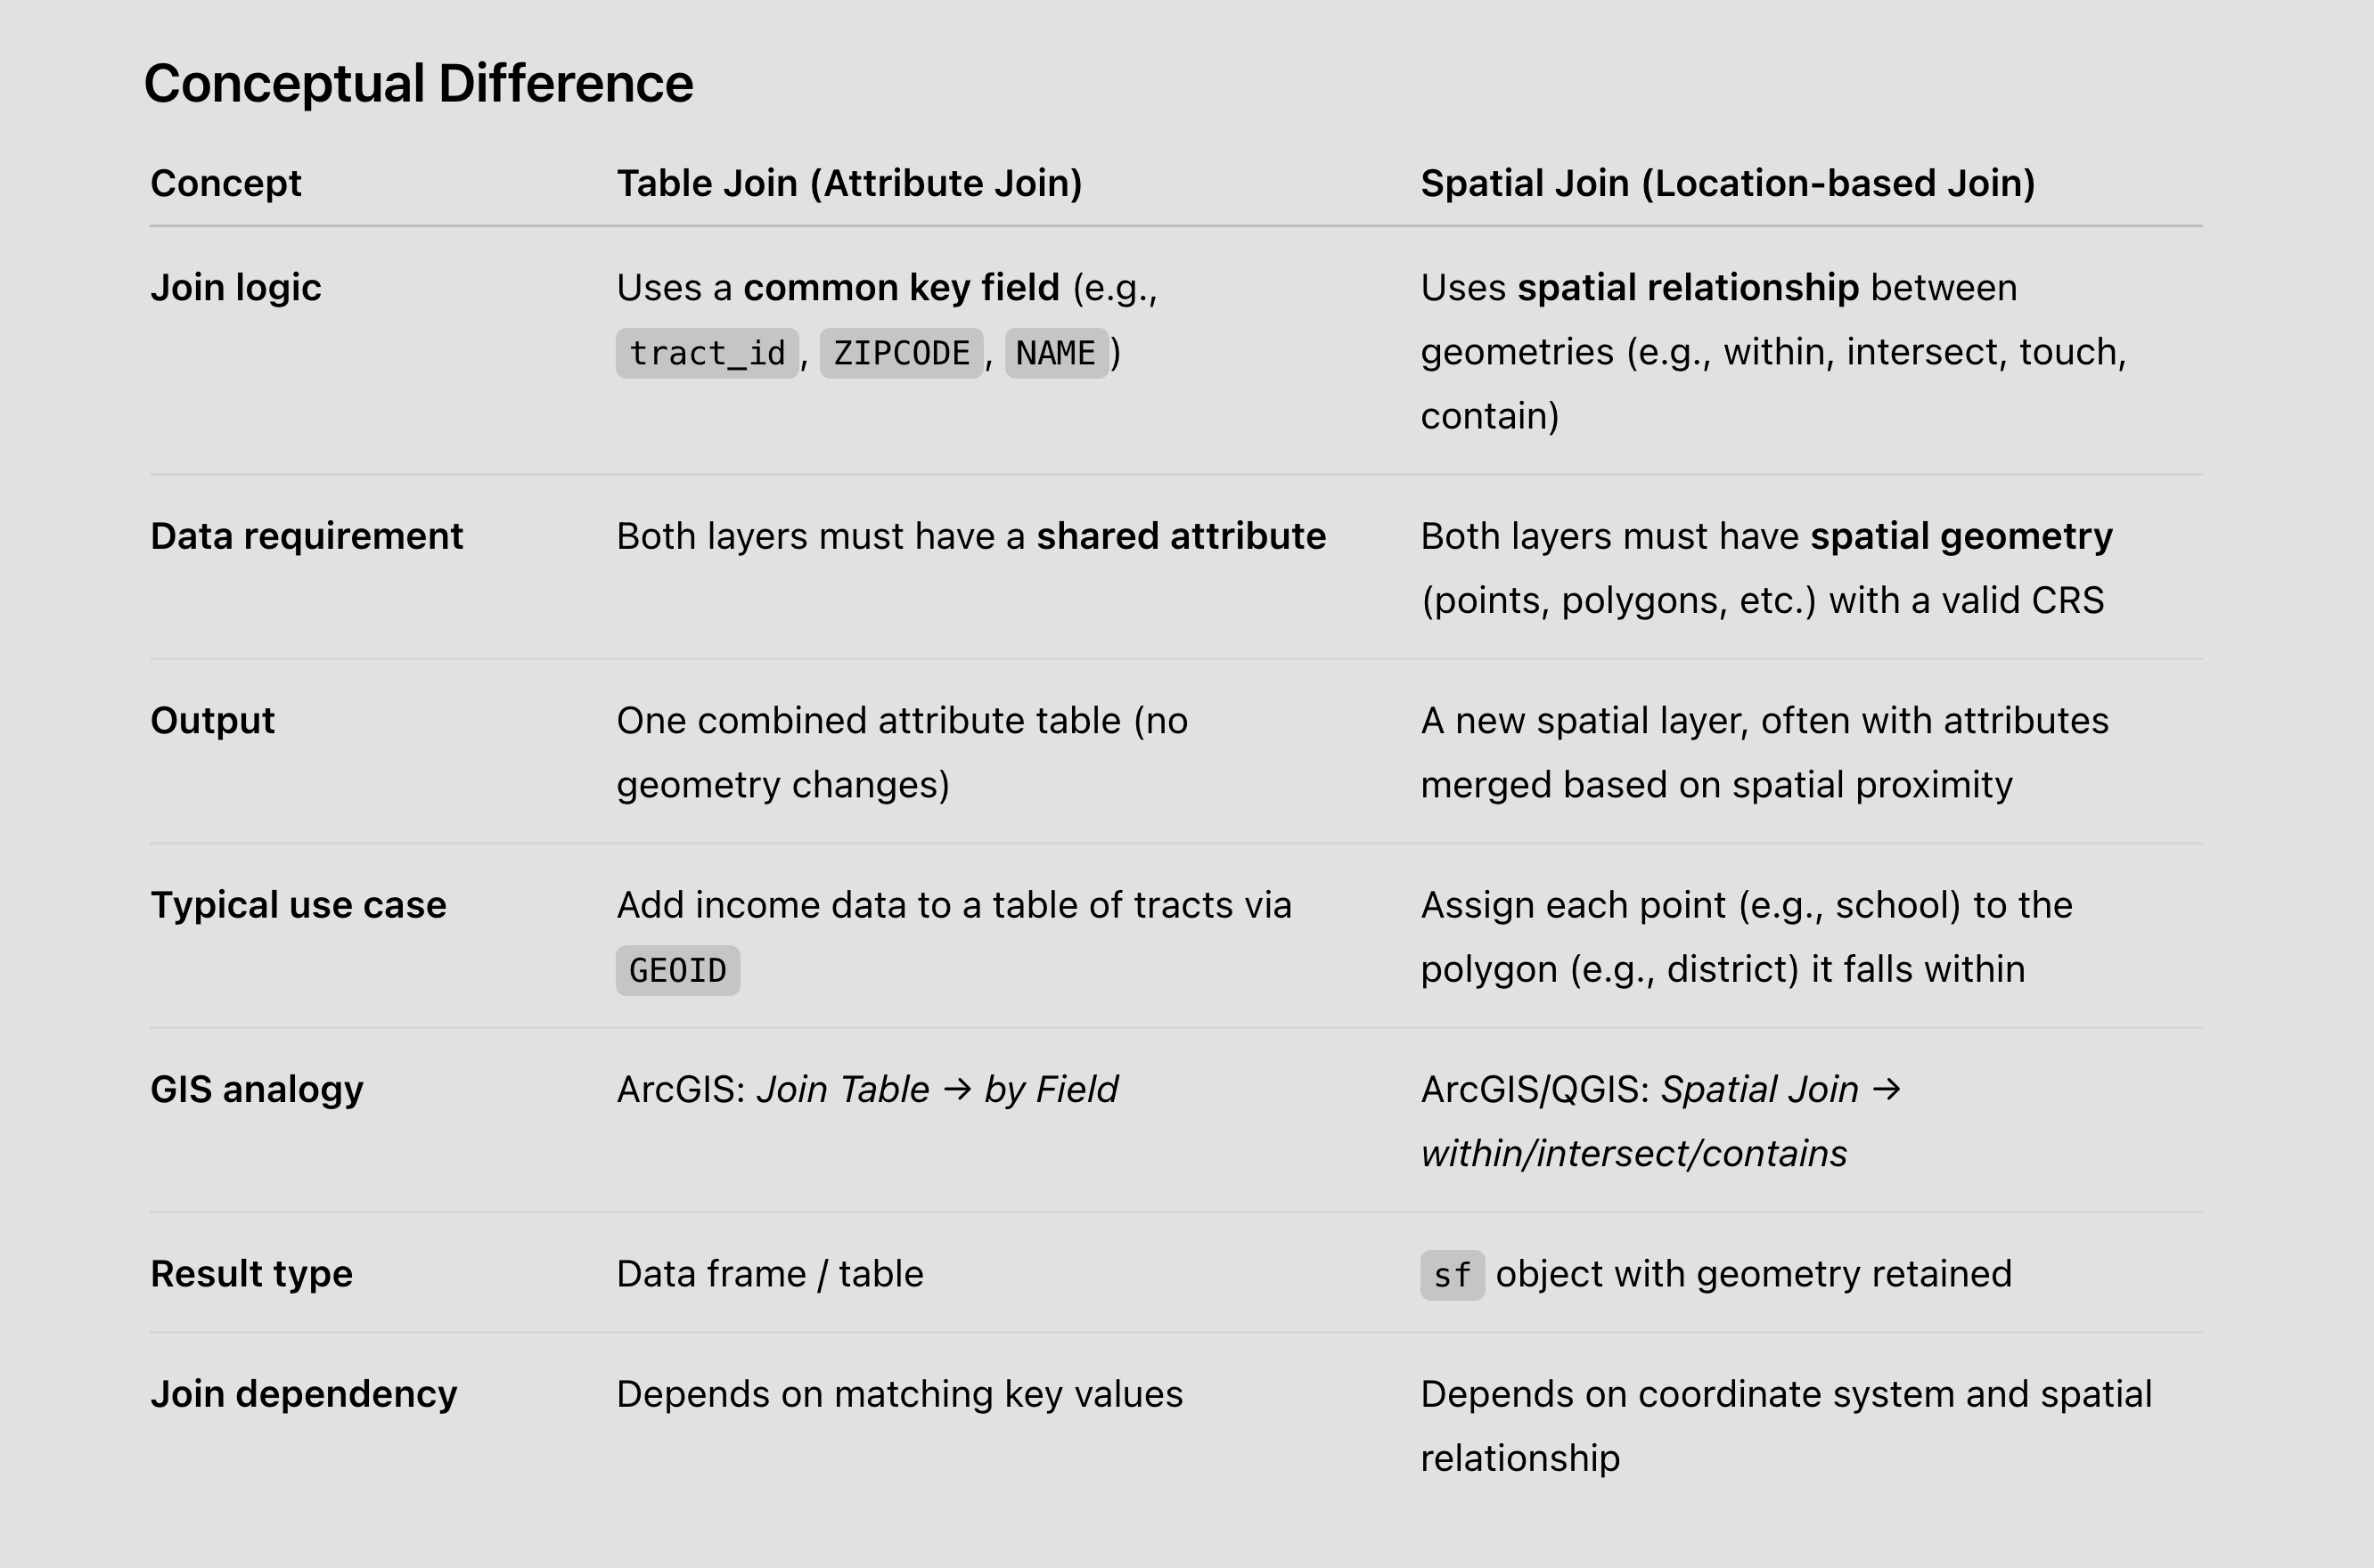 Conceptual Difference
Concept
Table Join (Attribute Join)
Spatial Join (Location-based Join)
Join logic
Uses a common key field (e.g.,
tract_id, ZIPCODE, NAME)
Uses spatial relationship between
geometries (e.g., within, intersect, touch,
contain)
Data requirement
Both layers must have a shared attribute
Both layers must have spatial geometry
(points, polygons, etc.) with a valid CRS
Output
One combined attribute table (no
geometry changes)
A new spatial layer, often with attributes
merged based on spatial proximity
Typical use case
Add income data to a table of tracts via
GEOID
Assign each point (e.g., school) to the
polygon (e.g., district) it falls within
GIS analogy
ArcGIS: Join Table → by Field
ArcGIS/QGIS: Spatial Join →
within/intersect/contains
Result type
Data frame / table
sf object with geometry retained
Join dependency
Depends on matching key values
Depends on coordinate system and spatial
relationship